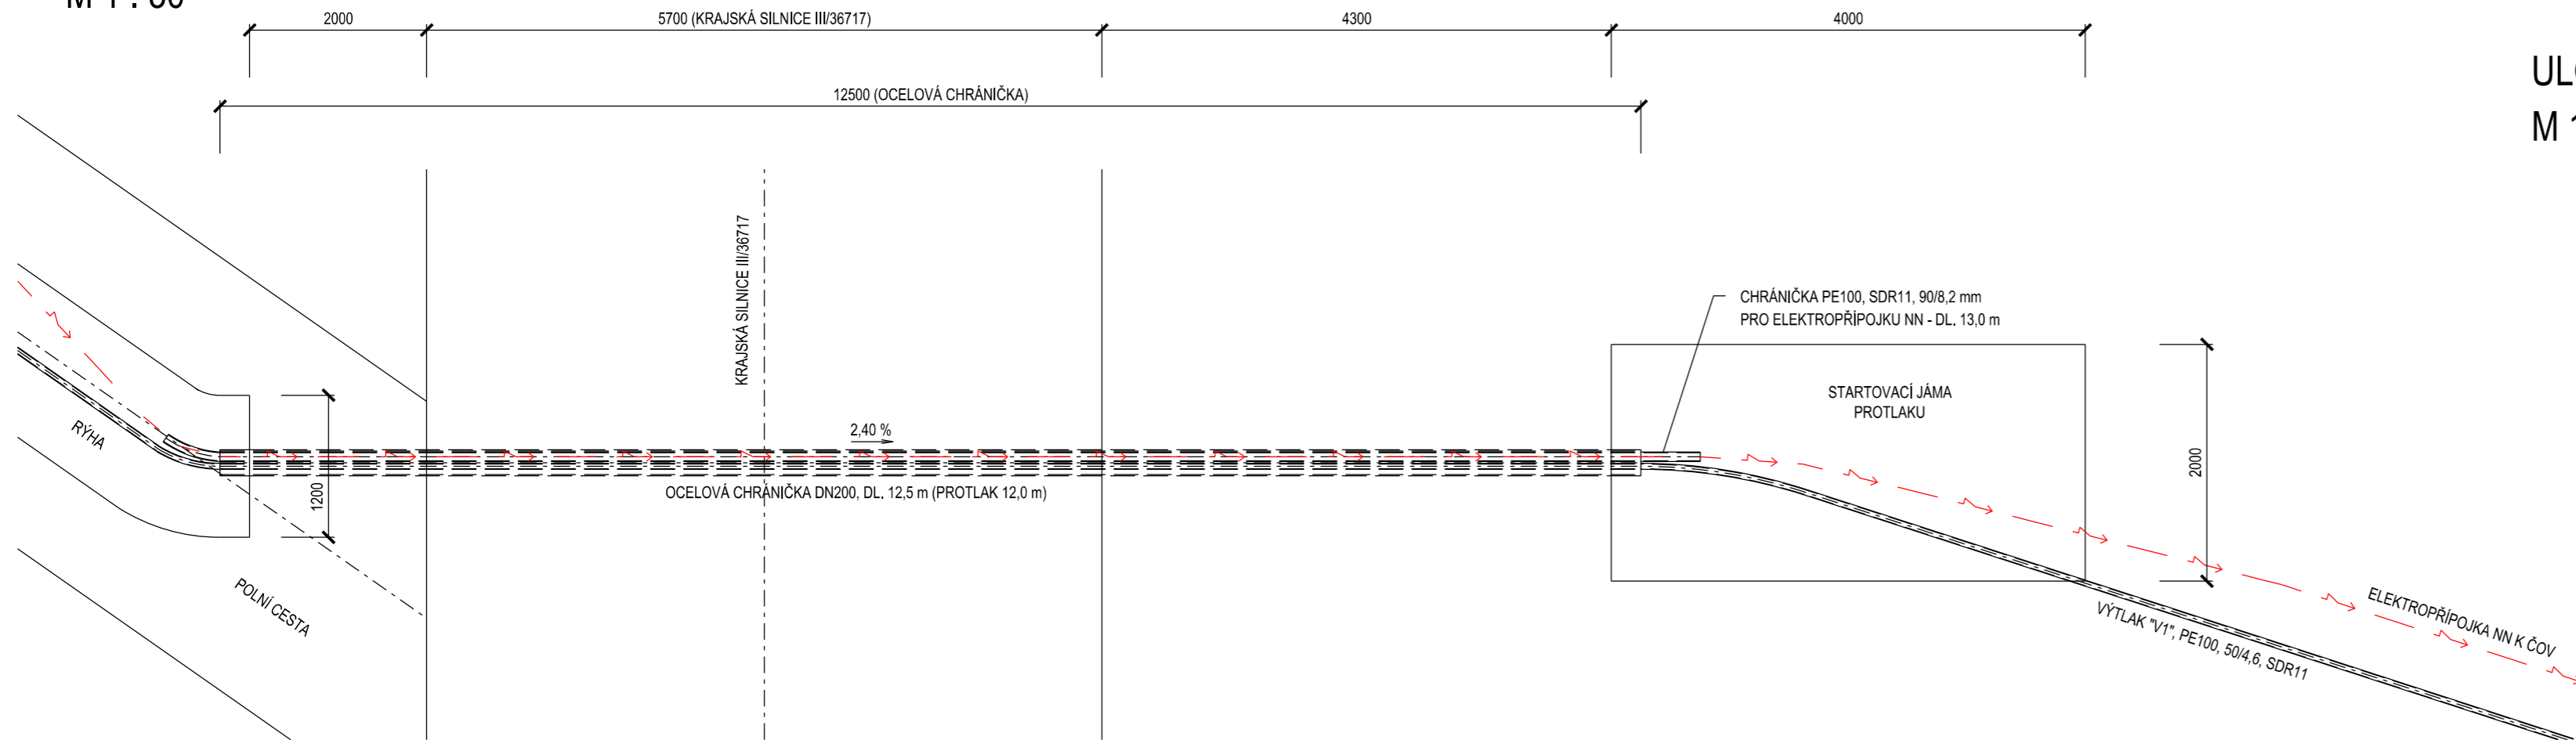 2000
5700 (KRAJSKÁ SILNICE III/36717)
4300
4000
12500 (OCELOVÁ CHRÁNIČKA)
KRAJSKÁ SILNICE III/36717
CHRÁNIČKA PE100, SDR11, 90/8,2 mm
PRO ELEKTROPŘÍPOJKU NN - DL. 13,0 m
STARTOVACÍ JÁMA
PROTLAKU
RÝHA
2,40 %
1200
OCELOVÁ CHRÁNIČKA DN200, DL. 12,5 m (PROTLAK 12,0 m)
2000
POLNÍ CESTA
VÝTLAK "V1", PE100, 50/4,6, SDR11
ELEKTROPŘÍPOJKA NN K ČOV